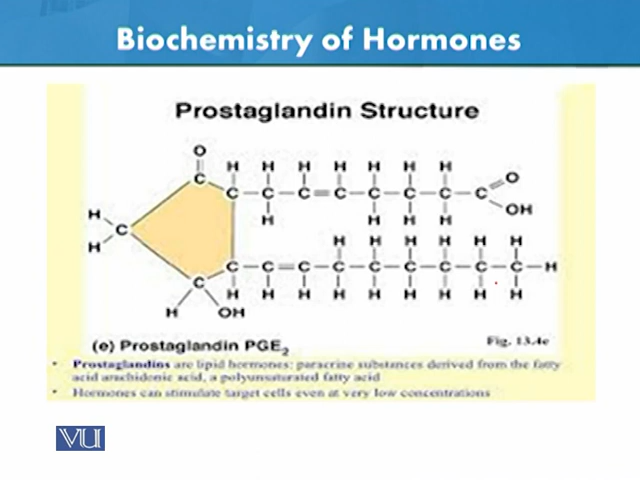 Biochemistry of Hormones
Prostaglandin Structure
O
H H H H H H H
C C C C = C C C C C O
H H H H OH
H
C
H
H H H H H H
C C = C C C C C C C H
C
H H H H H H H H H
H OH
(e) Prostaglandin PGE2
Fig. 13.4e
• Prostaglandins are lipid hormones: paracrine substances derived from the fatty
acid arachidonic acid, a polyunsaturated fatty acid
• Hormones can stimulate target cells even at very low concentrations
VU